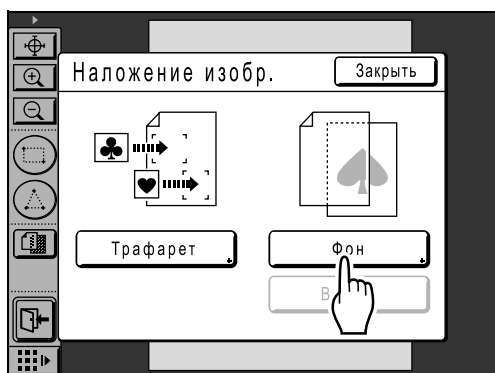 Наложение изобр.
Закрыть
Трафарет
Фон